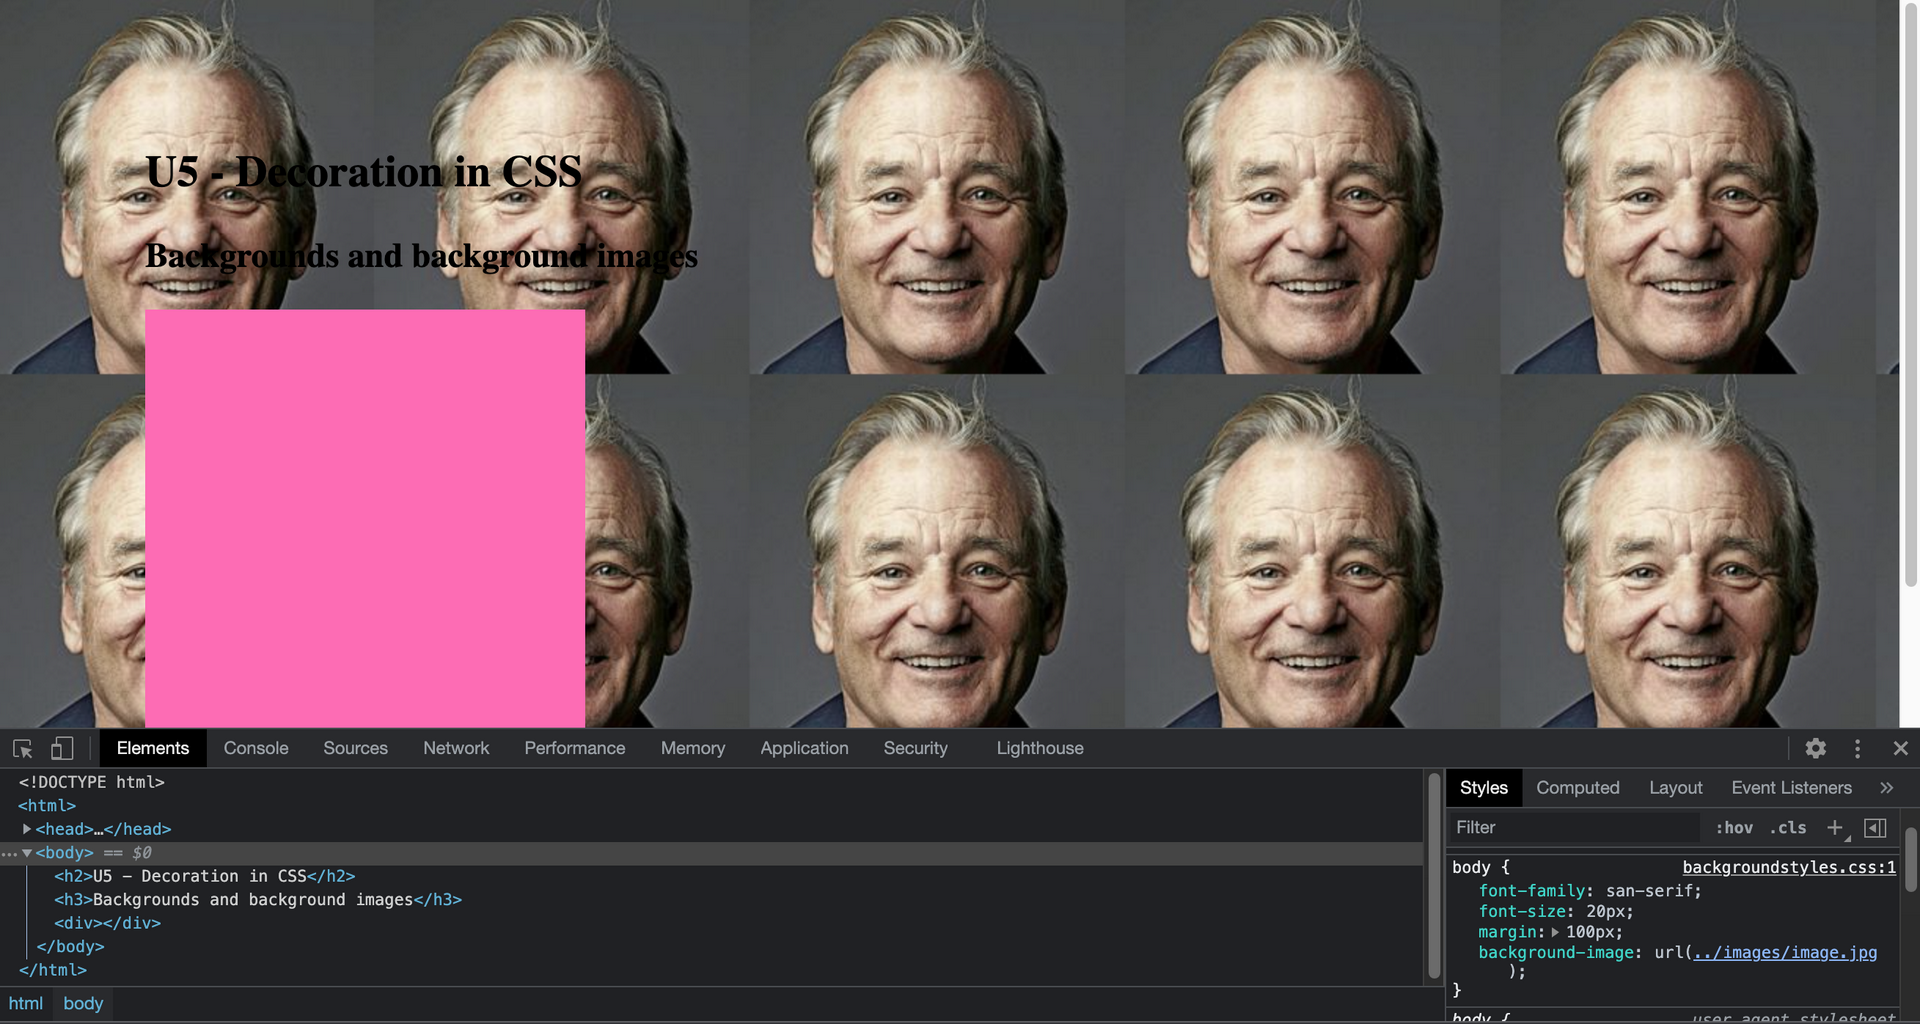 U5 - Decoration in CSS
Backgrounds and background images
Elements Console Sources Network Performance Memory Application Security Lighthouse
<!DOCTYPE html>
<html>
<head>…</head>
<body> == $0
<h2>U5 – Decoration in CSS</h2>
<h3>Backgrounds and background images</h3>
<div></div>
</body>
</html>
html body
Styles Computed Layout Event Listeners »
Filter :hov .cls +
body { backgroundstyles.css:1
font-family: san-serif;
font-size: 20px;
margin: 100px;
background-image: url(../images/image.jpg
);
}
body { user agent stylesheet